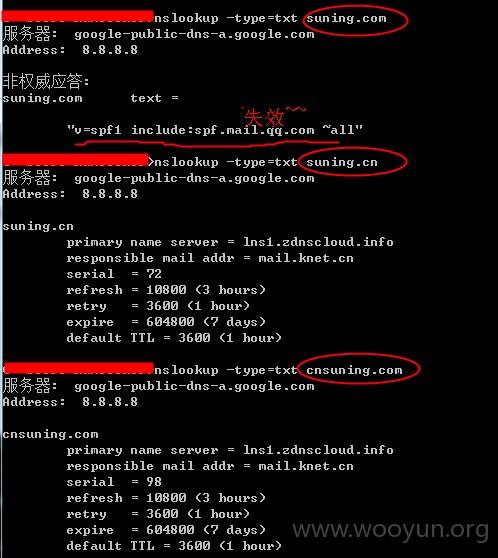 nslookup -type=txt suning.com
服务器:  google-public-dns-a.google.com
Address:  8.8.8.8
非权威应答:
suning.com      text =
失效~~
"v=spf1 include:spf.mail.qq.com ~all"
>nslookup -type=txt suning.cn
服务器:  google-public-dns-a.google.com
Address:  8.8.8.8
suning.cn
primary name server = lns1.zdnscloud.info
responsible mail addr = mail.knet.cn
serial  = 72
refresh = 10800 (3 hours)
retry   = 3600 (1 hour)
expire  = 604800 (7 days)
default TTL = 3600 (1 hour)
nslookup -type=txt cnsuning.com
服务器:  google-public-dns-a.google.com
Address:  8.8.8.8
cnsuning.com
primary name server = lns1.zdnscloud.info
responsible mail addr = mail.knet.cn
serial  = 98
refresh = 10800 (3 hours)
retry   = 3600 (1 hour)
expire  = 604800 (7 days)
default TTL = 3600 (1 hour)
www.wooyun.org